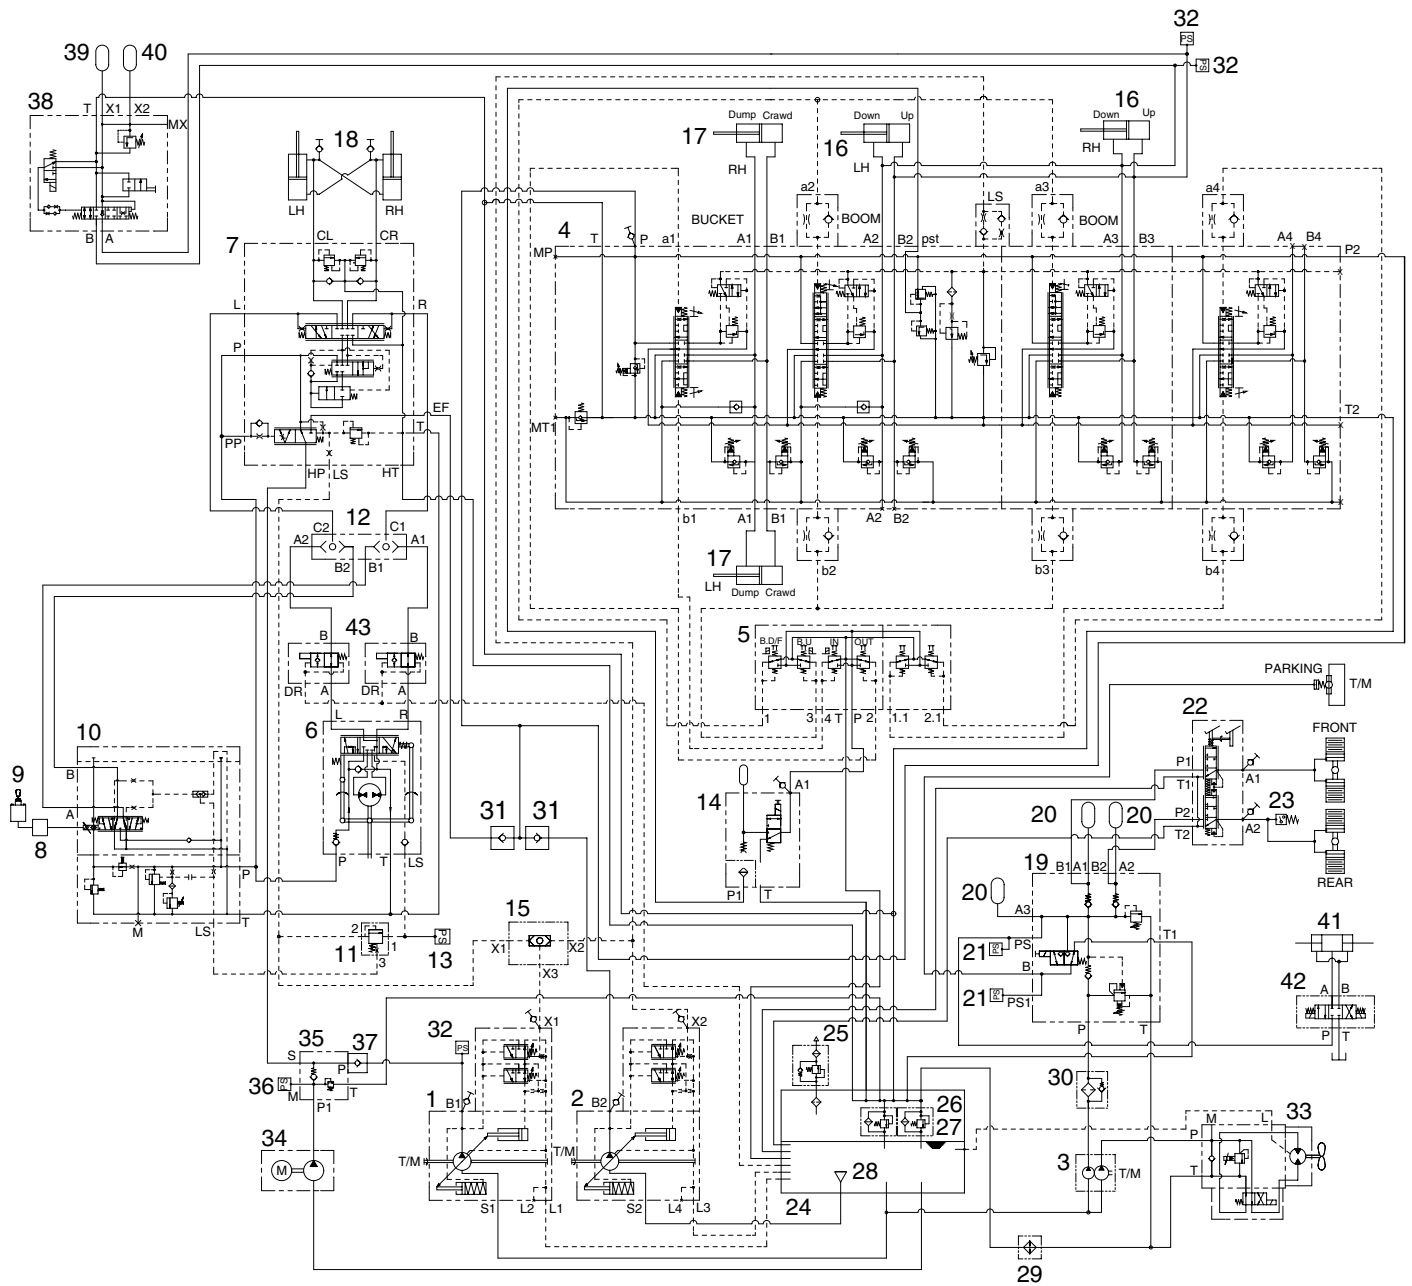 32
PS
39 40
PS 32
38
T X1 X2
MX
18
17 Dump Crawd
Down Up
16
16
Down Up
RH
RH
LH
LH RH
B A
a2 a3 a4
LS
BUCKET BOOM BOOM
7 CL CR
4 T P a1 A1 B1 A2 B2 pst A3 B3 A4 B4
MP P2
L R
P
EF
MT1 T2
PP T
HP LS HT
b1 A1 B1 A2 B2
12
C2 C1
A2 A1
B2 B1
17
LH
Dump Crawd
b2 b3 b4
43
B B
5
B.D/F B.U IN OUT
DR A DR A
1 3 4 T P 2 1.1 2.1
PARKING
T/M
L R
6
10
22
FRONT
B
A
9
8
P1 A1
T1
P2
T2 A2
23
A1
14
31 31
20 20
P T LS
P
19
B1 A1 B2 A2
REAR
P1 T
20 A3
M LS T
2
11 1
3
PS
13
15
X1 X2
X3
T1
21 PS PS
B
21 PS PS1
41
A B
42
P T
P T
35 37
S
P
36 PS
M T
P1
32
PS
X1 X2
25
30
1 B1
2 B2
26
27
33
M L
P
T
34
M
T/M T/M
28
3 T/M
24
S1 L2 L1
S2 L4 L3
29